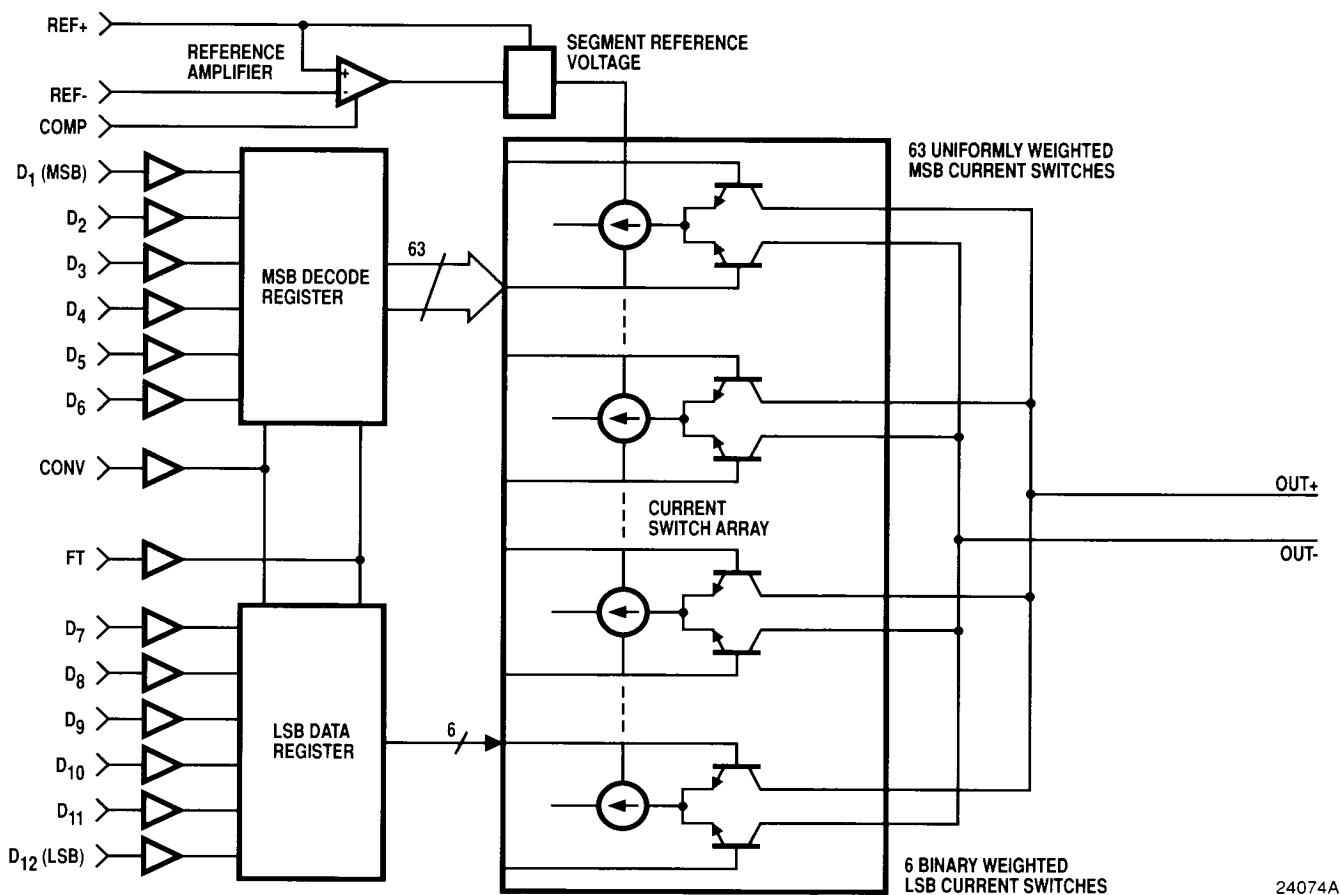 REF+
REFERENCE
AMPLIFIER
SEGMENT REFERENCE
VOLTAGE
+
-
REF-
COMP
63 UNIFORMLY WEIGHTED
MSB CURRENT SWITCHES
D1 (MSB)
D2
D3
D4
D5
D6
MSB DECODE
REGISTER
63
CONV
CURRENT
SWITCH ARRAY
OUT+
OUT-
FT
D7
D8
D9
D10
D11
D12 (LSB)
LSB DATA
REGISTER
6
6 BINARY WEIGHTED
LSB CURRENT SWITCHES
24074A